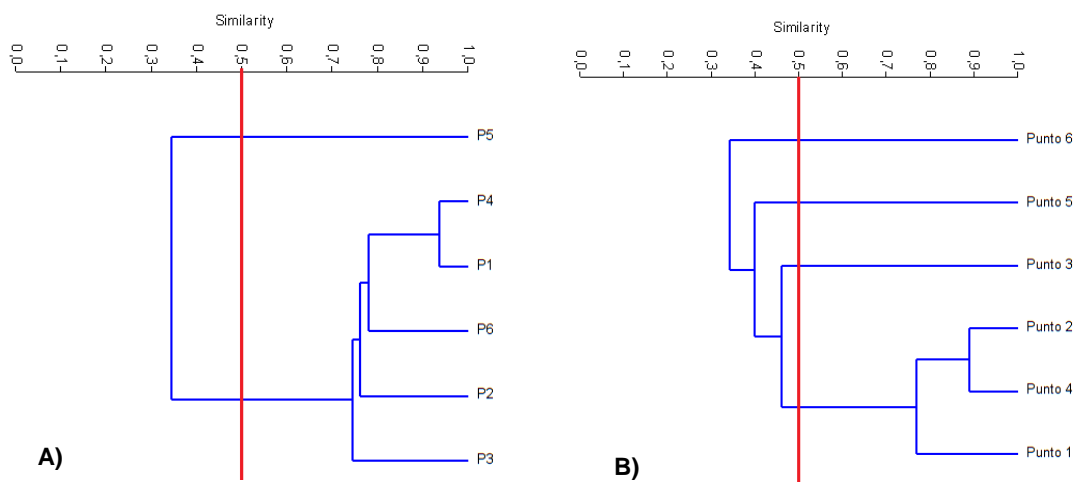 Similarity
0,0 0,1 0,2 0,3 0,4 0,5 0,6 0,7 0,8 0,9 1,0
P5
P4
P1
P6
P2
P3
A)
Similarity
0,0 0,1 0,2 0,3 0,4 0,5 0,6 0,7 0,8 0,9 1,0
Punto 6
Punto 5
Punto 3
Punto 2
Punto 4
Punto 1
B)